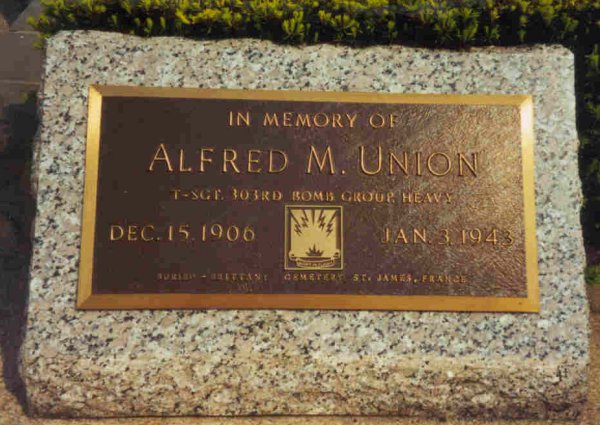 IN MEMORY OF
ALFRED M. UNION
T-SGT. 303RD BOMB GROUP, HEAVY
DEC. 15, 1906 JAN. 3, 1943
BURIED - BRITTANY CEMETERY ST. JAMES, FRANCE